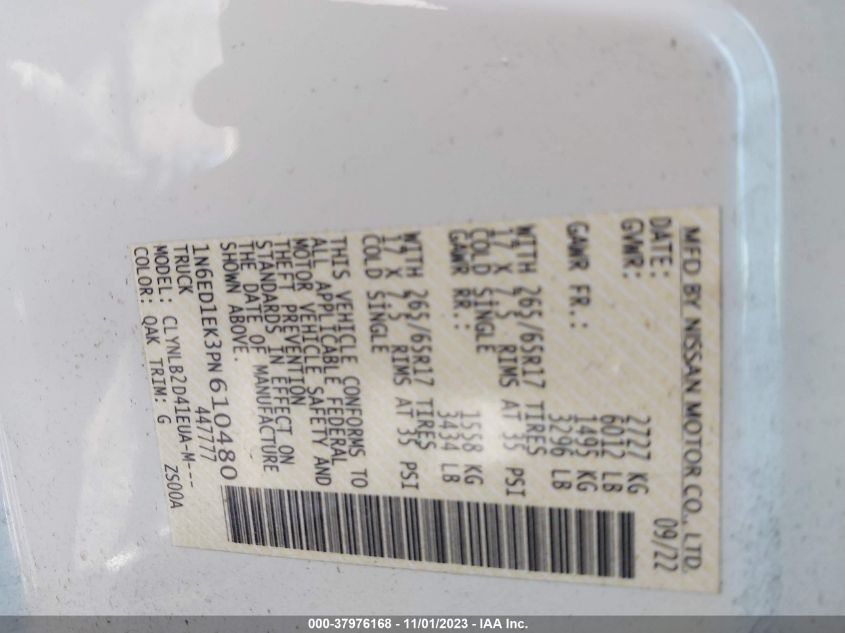 MFD BY NISSAN MOTOR CO., LTD.
DATE: 09/22
GVWR: 2727 KG
6012 LB
GAWR FR.: 1495 KG
3296 LB
WITH 265/65R17 TIRES
17 X 7.5 RIMS AT 35 PSI
COLD SINGLE
GAWR RR.: 1558 KG
3434 LB
WITH 265/65R17 TIRES
17 X 7.5 RIMS AT 35 PSI
COLD SINGLE
THIS VEHICLE CONFORMS TO
ALL APPLICABLE FEDERAL
MOTOR VEHICLE SAFETY AND
THEFT PREVENTION
STANDARDS IN EFFECT ON
THE DATE OF MANUFACTURE
SHOWN ABOVE.
1N6ED1EK3PN610480
TRUCK 447777
MODEL: CLYNLB2D41EUA-M---
COLOR: QAK TRIM: G ZS00A
000-37976168 - 11/01/2023 - IAA Inc.